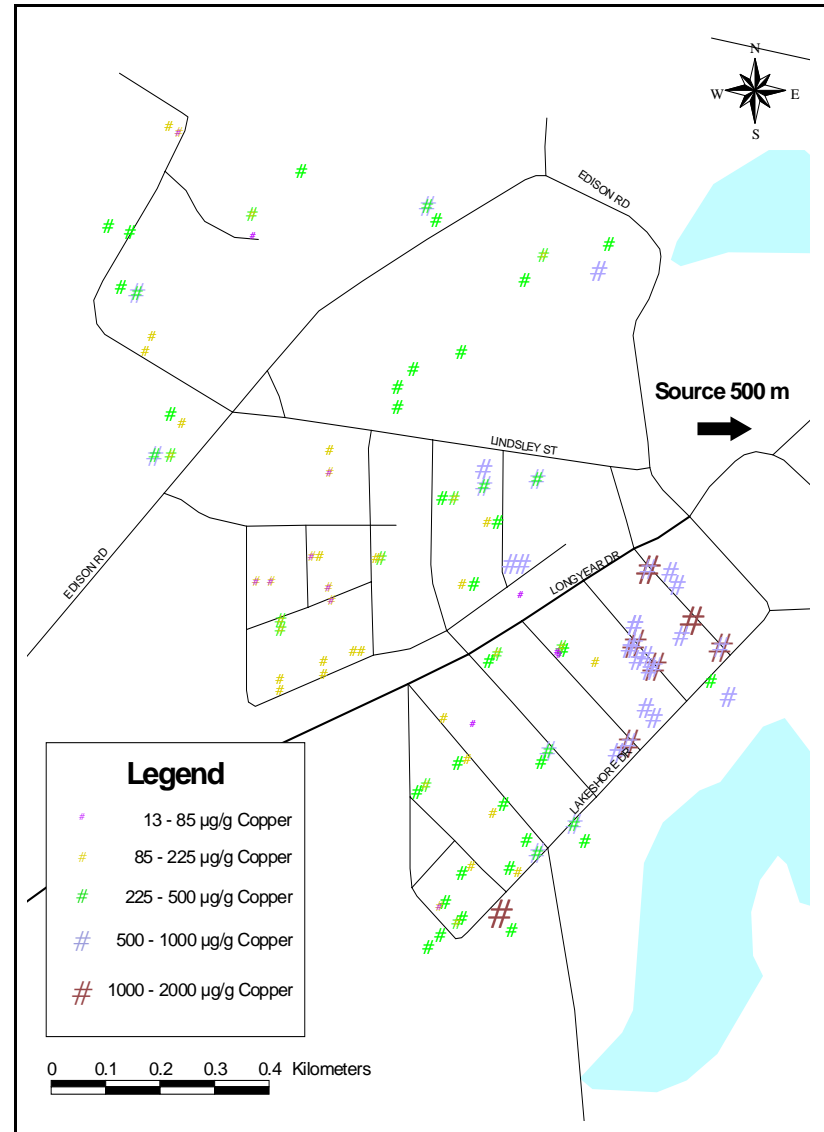 N
W E
S
EDISON RD
Source 500 m
LINDSLEY ST
EDISON RD
LONGYEAR DR
LAKESHORE DR
Legend
# 13 - 85 µg/g Copper
# 85 - 225 µg/g Copper
# 225 - 500 µg/g Copper
# 500 - 1000 µg/g Copper
# 1000 - 2000 µg/g Copper
0 0.1 0.2 0.3 0.4 Kilometers